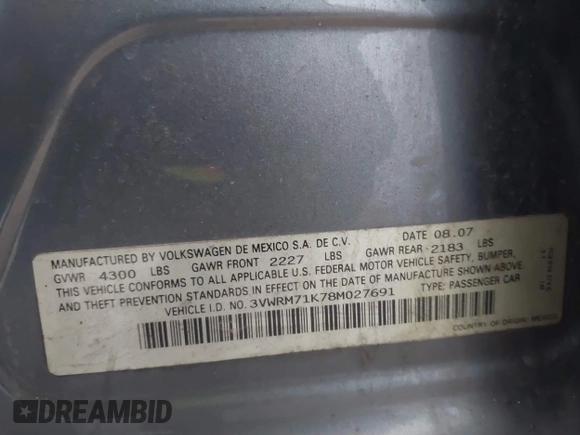 MANUFACTURED BY VOLKSWAGEN DE MEXICO S.A. DE C.V. DATE 08.07
GVWR 4300 LBS GAWR FRONT 2227 LBS GAWR REAR 2183 LBS
THIS VEHICLE CONFORMS TO ALL APPLICABLE U.S. FEDERAL MOTOR VEHICLE SAFETY, BUMPER,
AND THEFT PREVENTION STANDARDS IN EFFECT ON THE DATE OF MANUFACTURE SHOWN ABOVE.
VEHICLE I.D. NO. 3VWRM71K78M027691 TYPE: PASSENGER CAR
COUNTRY OF ORIGIN: MEXICO
DREAMBID